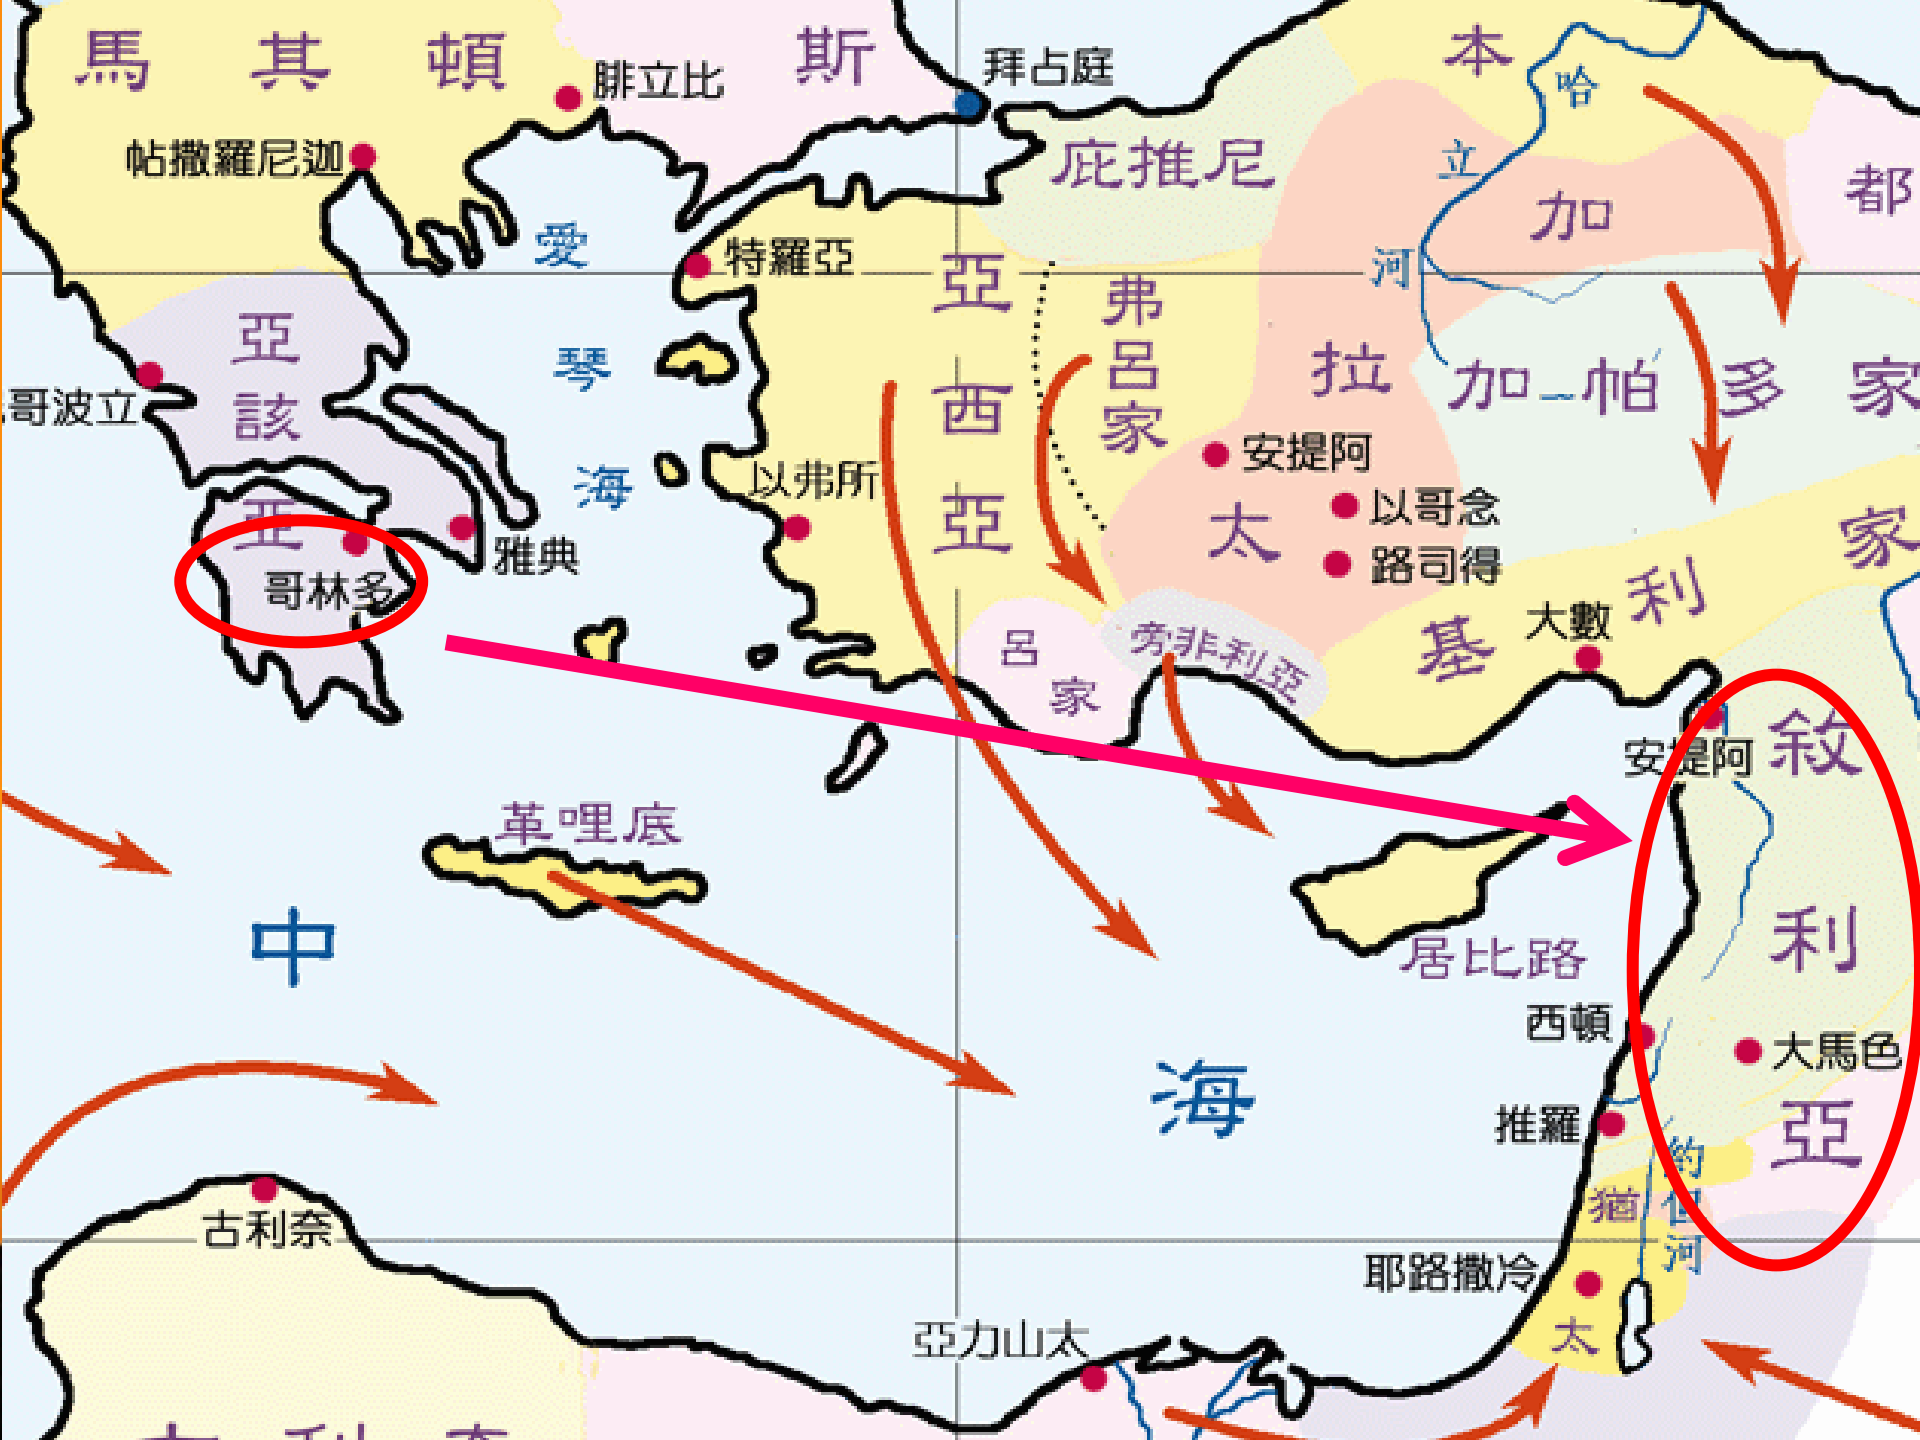 馬其頓
斯
本
都
腓立比
拜占庭
帖撒羅尼迦
庇推尼
哈立河
加拉太
愛琴海
特羅亞
亞西亞
弗呂家
加帕多家
亞該亞
哥波立
以弗所
安提阿
以哥念
路司得
雅典
哥林多
基利家
大數
旁非利亞
呂家
安提阿
敘利亞
革哩底
中海
居比路
西頓
大馬色
推羅
約但河
猶太
古利奈
耶路撒冷
亞力山太